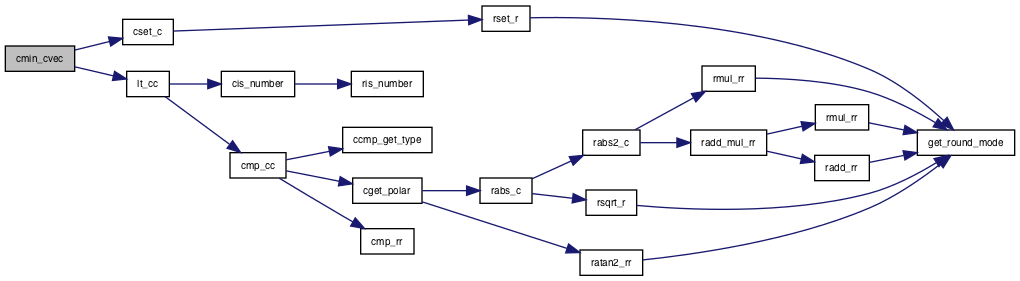 cmin_cvec
cset_c
rset_r
lt_cc
cis_number
ris_number
cmp_cc
ccmp_get_type
cget_polar
cmp_rr
rabs_c
rabs2_c
rsqrt_r
ratan2_rr
rmul_rr
radd_mul_rr
rmul_rr
radd_rr
get_round_mode